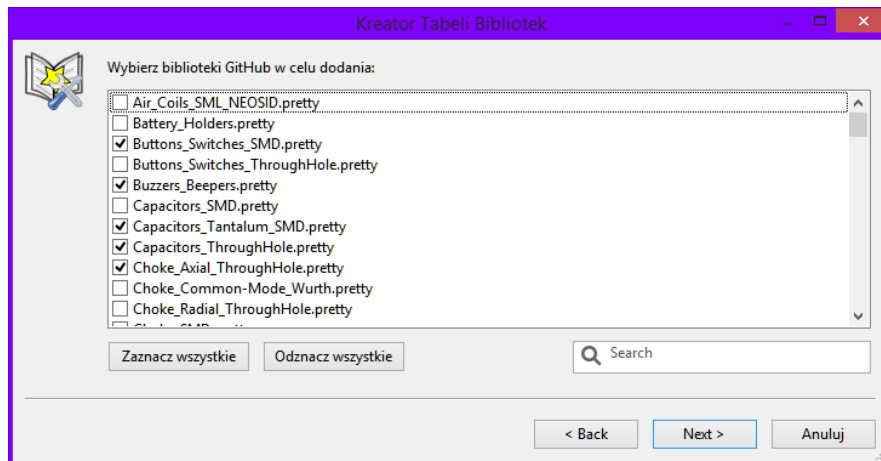 Kreator Tabeli Bibliotek
Wybierz biblioteki GitHub w celu dodania:
Air_Coils_SML_NEOSID.pretty
Battery_Holders.pretty
Buttons_Switches_SMD.pretty
Buttons_Switches_ThroughHole.pretty
Buzzers_Beepers.pretty
Capacitors_SMD.pretty
Capacitors_Tantalum_SMD.pretty
Capacitors_ThroughHole.pretty
Choke_Axial_ThroughHole.pretty
Choke_Common-Mode_Wurth.pretty
Choke_Radial_ThroughHole.pretty
Zaznacz wszystkie Odznacz wszystkie Search
< Back Next > Anuluj